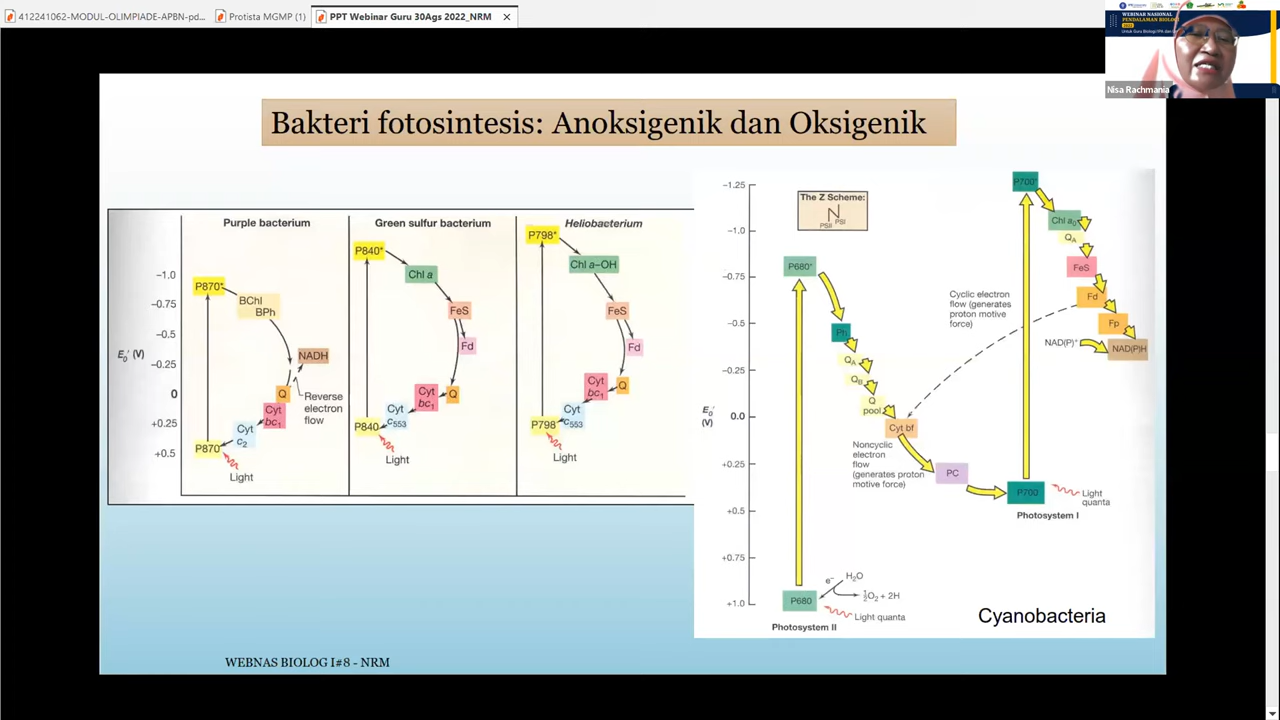 412241062-MODUL-OLIMPIADE-APBN-pd...
Protista MGMP (1)
PPT Webinar Guru 30Ags 2022_NRM
WEBINAR NASIONAL
PENDALAMAN BIOLOGI
Nisa Rachmania
Bakteri fotosintesis: Anoksigenik dan Oksigenik
Purple bacterium
Green sulfur bacterium
Heliobacterium
E0′ (V)
−1.0
−0.75
−0.5
−0.25
0
+0.25
+0.5
P870*
BChl
BPh
NADH
Q
Reverse
electron
flow
Cyt
bc1
Cyt
c2
P870
Light
P840*
Chl a
FeS
Fd
Q
Cyt
bc1
Cyt
c553
P840
Light
P798*
Chl a–OH
FeS
Fd
Q
Cyt
bc1
Cyt
c553
P798
Light
E0′
(V)
−1.25
−1.0
−0.75
−0.5
−0.25
0.0
+0.25
+0.5
+0.75
+1.0
The Z Scheme:
PSI
PSII
P680*
Ph
QA
QB
Q
pool
Cyt bf
Noncyclic
electron
flow
(generates proton
motive force)
PC
P700
Light
quanta
Photosystem I
P700*
Chl a0
QA
FeS
Fd
Fp
NAD(P)+
NAD(P)H
Cyclic electron
flow (generates
proton motive
force)
e−
H2O
½O2 + 2H
P680
Light quanta
Photosystem II
Cyanobacteria
WEBNAS BIOLOG I#8 - NRM